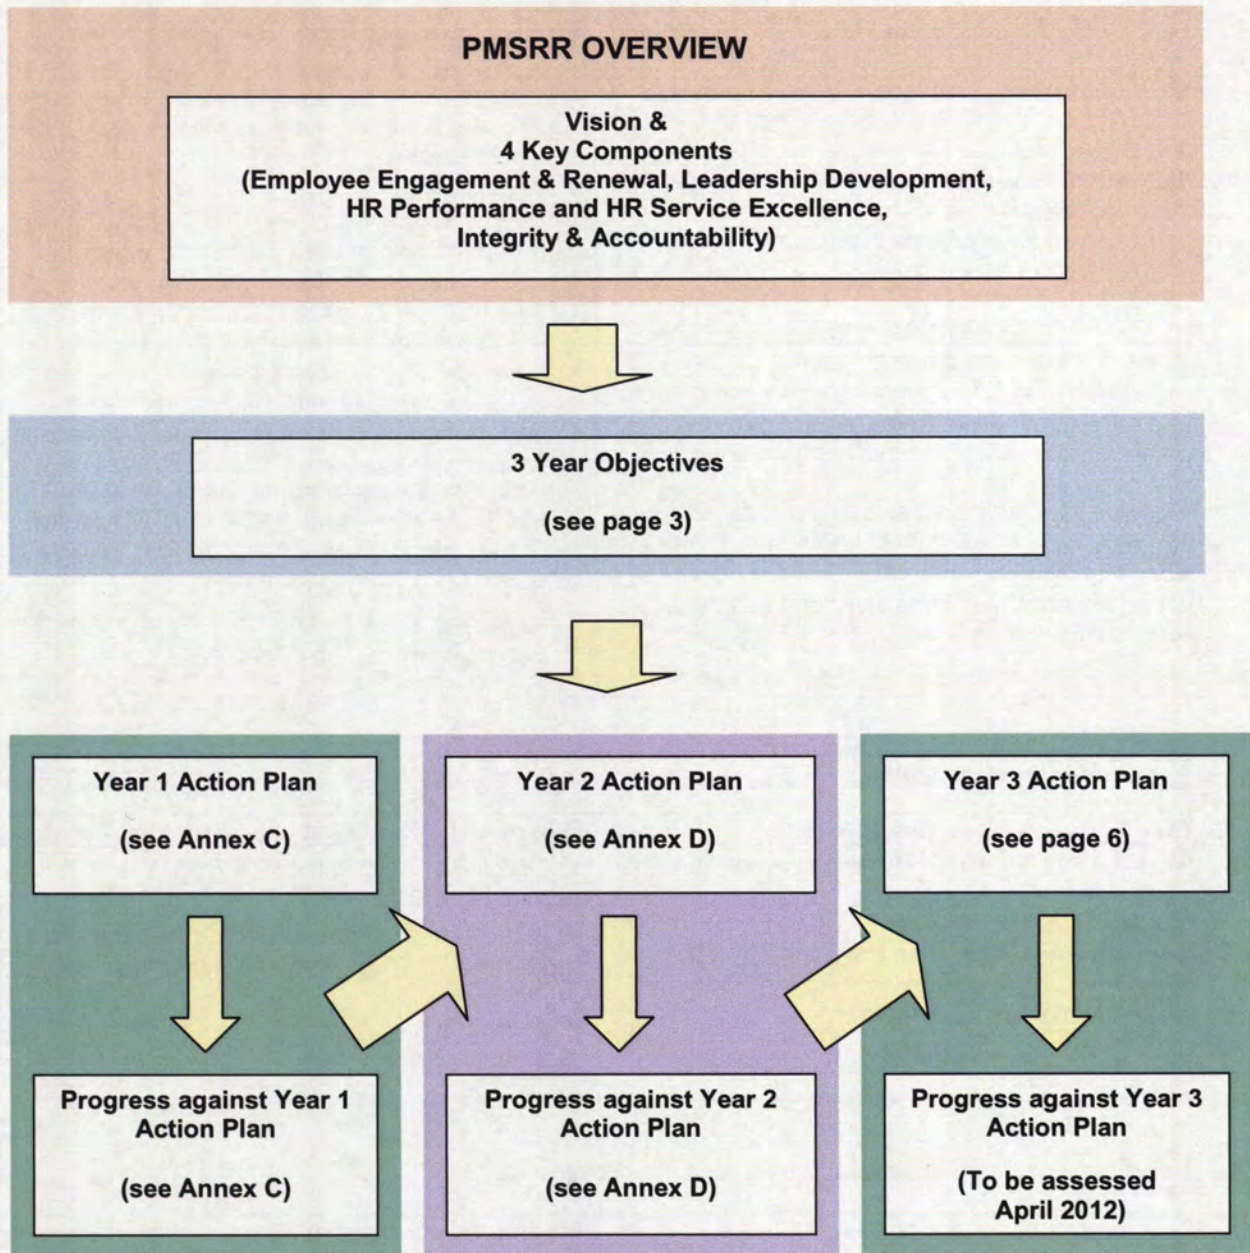 PMSRR OVERVIEW
Vision &
4 Key Components
(Employee Engagement & Renewal, Leadership Development,
HR Performance and HR Service Excellence,
Integrity & Accountability)
3 Year Objectives
(see page 3)
Year 1 Action Plan
(see Annex C)
Year 2 Action Plan
(see Annex D)
Year 3 Action Plan
(see page 6)
Progress against Year 1
Action Plan
(see Annex C)
Progress against Year 2
Action Plan
(see Annex D)
Progress against Year 3
Action Plan
(To be assessed
April 2012)